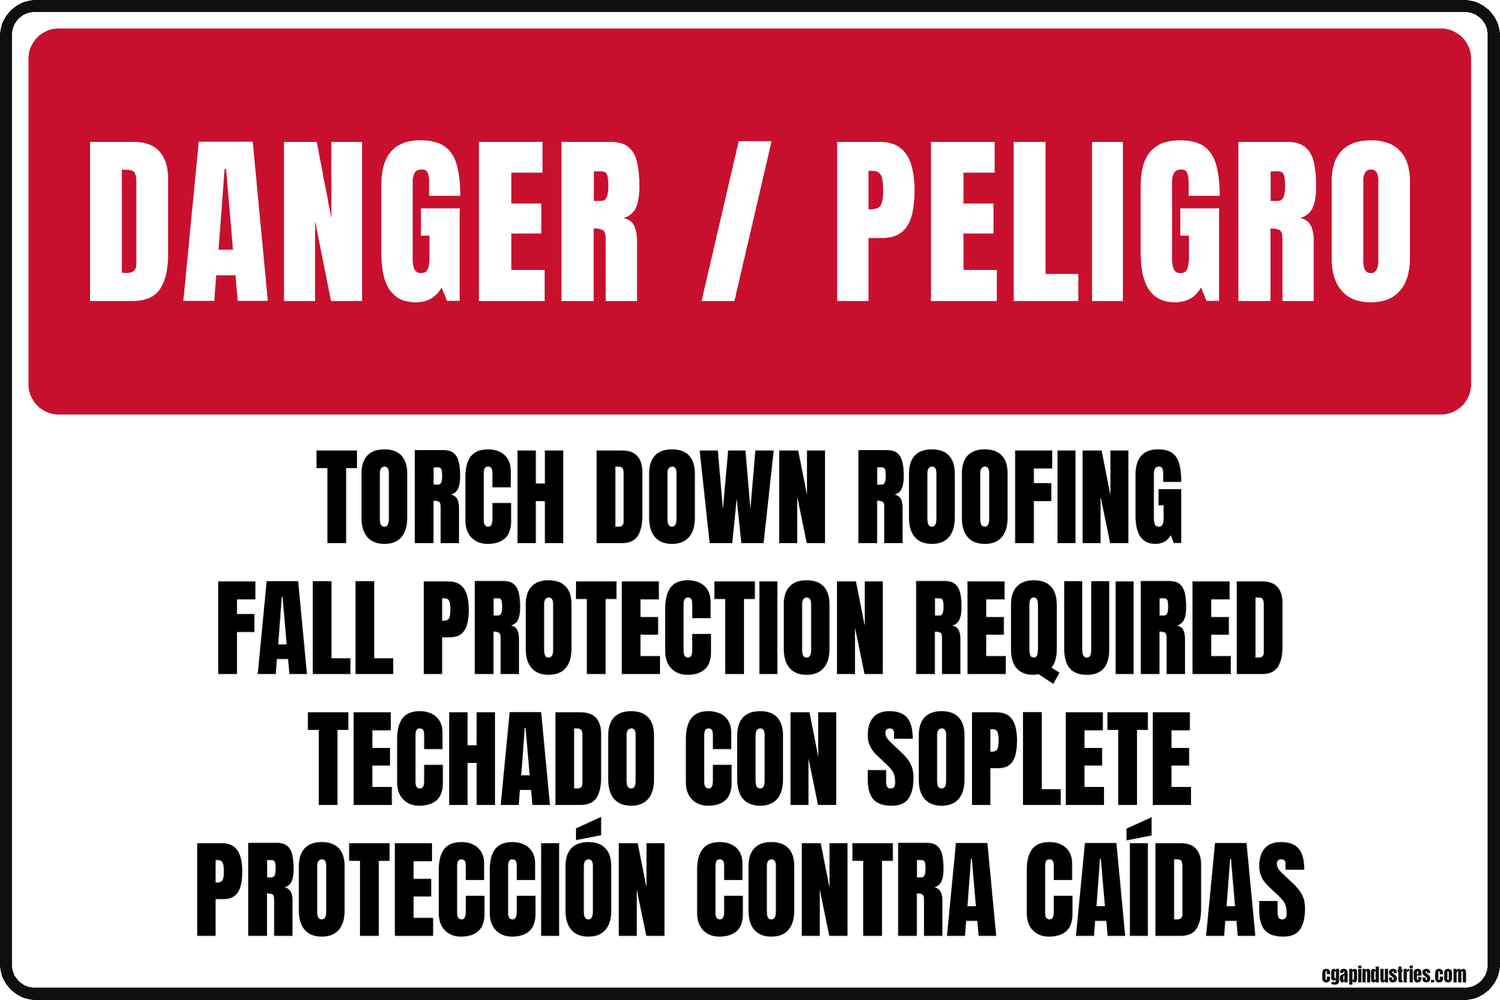 DANGER / PELIGRO
TORCH DOWN ROOFING
FALL PROTECTION REQUIRED
TECHADO CON SOPLETE
PROTECCIÓN CONTRA CAÍDAS
cgapindustries.com